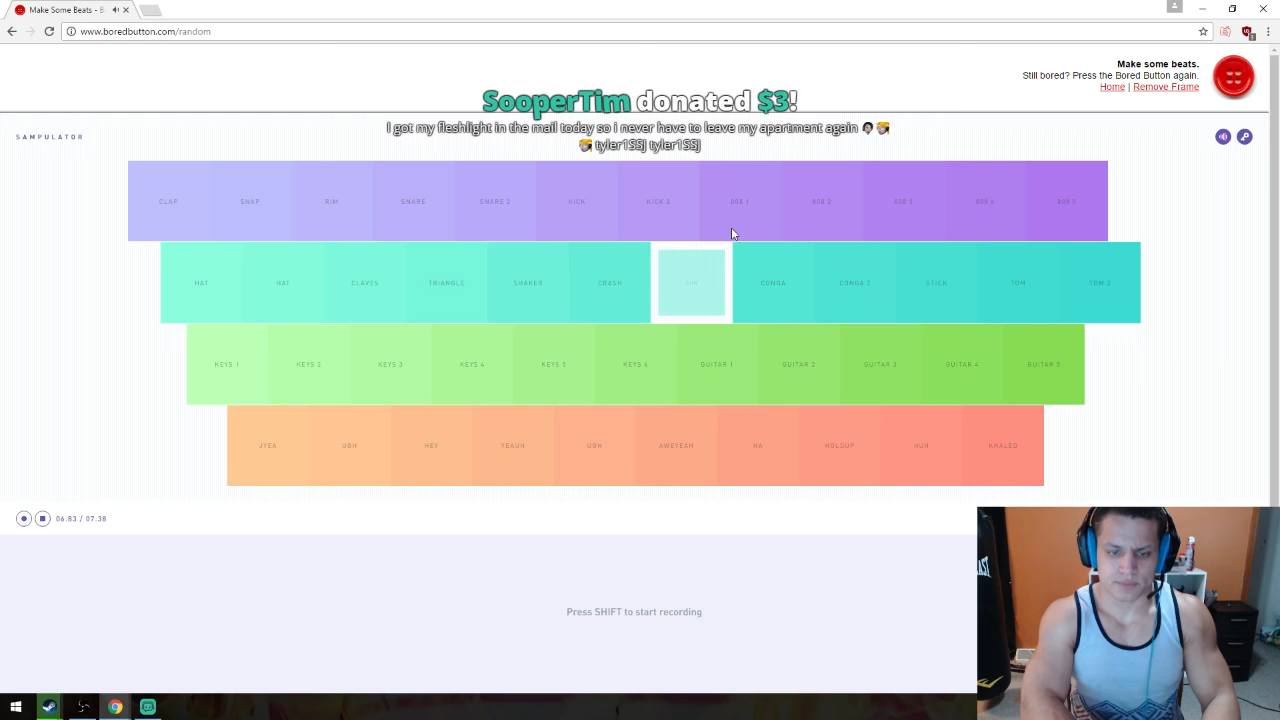 Make Some Beats - B
www.boredbutton.com/random
Make some beats.
Still bored? Press the Bored Button again.
Home | Remove Frame
SooperTim donated $3!
I got my fleshlight in the mail today so i never have to leave my apartment again
tyler1SSJ tyler1SSJ
SAMPULATOR
CLAP SNAP RIM SNARE SNARE 2 KICK KICK 2 808 1 808 2 808 3 808 4 808 5
HAT HAT CLAVES TRIANGLE SHAKER CRASH CONGA CONGA 2 STICK TOM TOM 2
KEYS 1 KEYS 2 KEYS 3 KEYS 4 KEYS 5 KEYS 6 GUITAR 1 GUITAR 2 GUITAR 3 GUITAR 4 GUITAR 5
JYEA UGH HEY YEAUH UGH AWEYEAH HA HOLDUP HUH KHALED
06.83 / 07.38
Press SHIFT to start recording